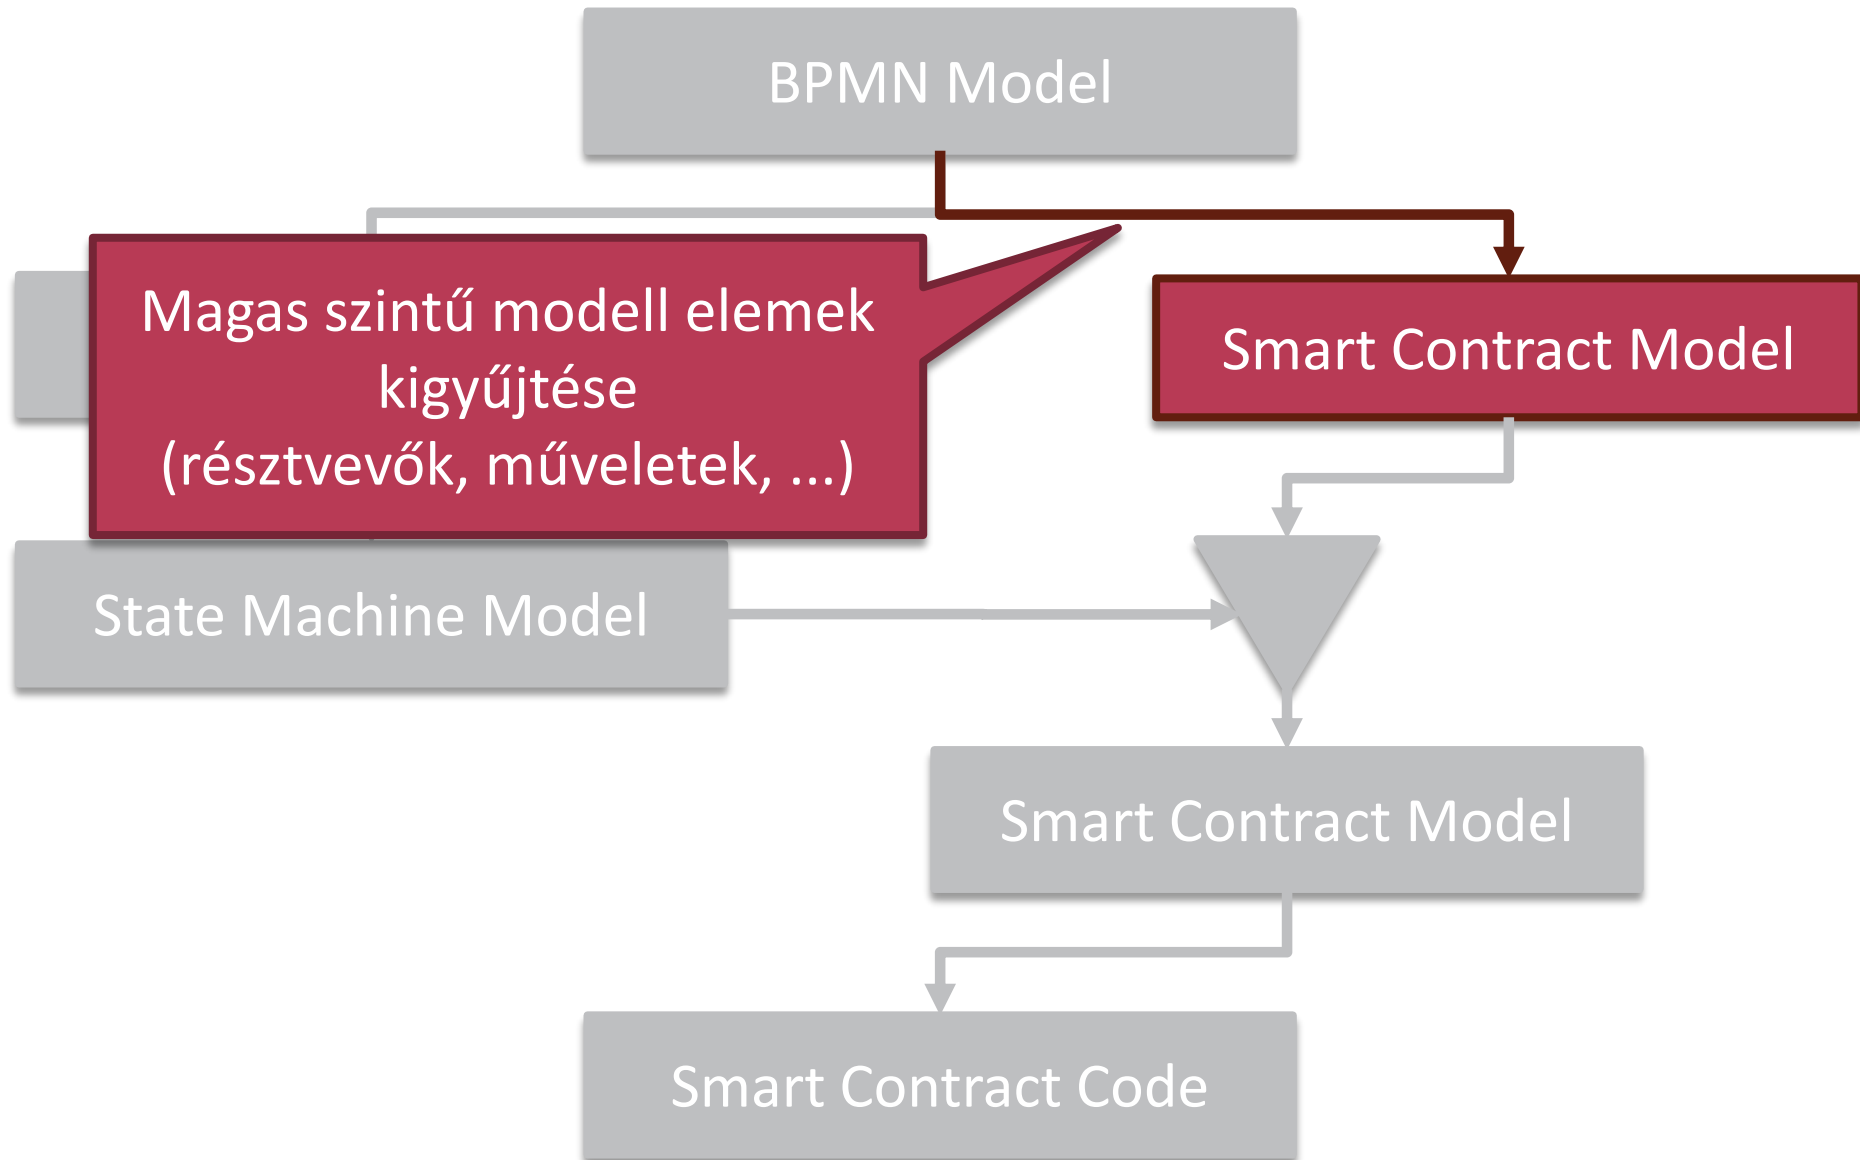 BPMN Model
Magas szintű modell elemek
kigyűjtése
(résztvevők, műveletek, ...)
Smart Contract Model
State Machine Model
Smart Contract Model
Smart Contract Code